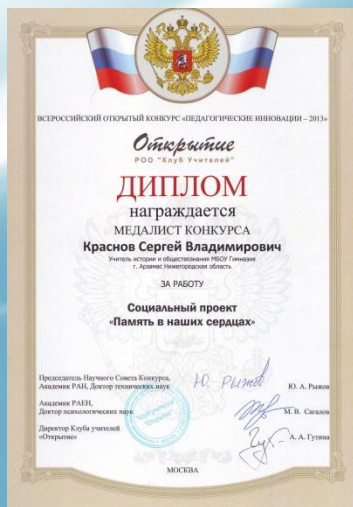 ВСЕРОССИЙСКИЙ ОТКРЫТЫЙ КОНКУРС «ПЕДАГОГИЧЕСКИЕ ИННОВАЦИИ – 2013»
Открытие
РОО "Клуб Учителей"
ДИПЛОМ
награждается
МЕДАЛИСТ КОНКУРСА
Краснов Сергей Владимирович
Учитель истории и обществознания МБОУ Гимназия
г. Арзамас Нижегородская область
ЗА РАБОТУ
Социальный проект
«Память в наших сердцах»
Председатель Научного Совета Конкурса,
Академик РАН, Доктор технических наук
Ю. Рыжов
Ю. А. Рыжов
Академик РАЕН,
Доктор психологических наук
М. В. Сагалов
Директор Клуба учителей
«Открытие»
А. А. Гутина
МОСКВА